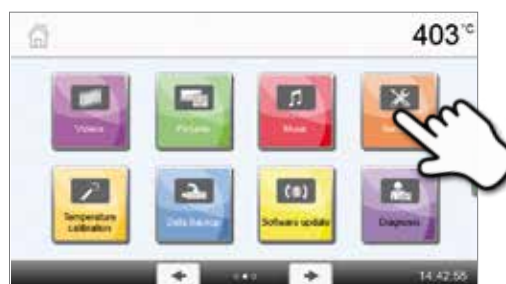 403°C
Videos
Pictures
Music
Temperature
calibration
Data Backup
Software update
Diagnosis
14:42:55